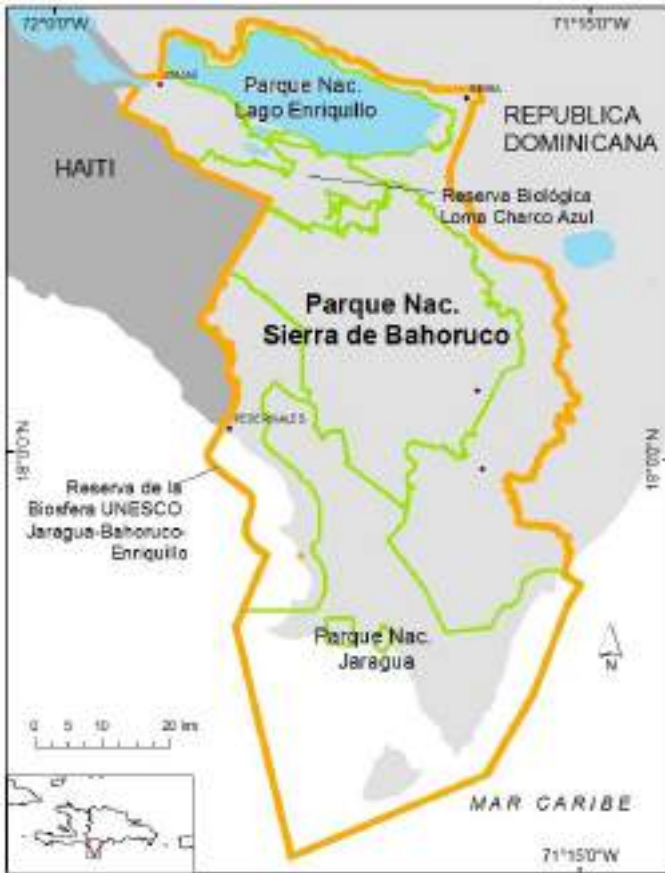 72°0'0"W
71°15'0"W
Parque Nac.
Lago Enriquillo
REPUBLICA
DOMINICANA
HAITI
Reserva Biológica
Loma Charco Azul
Parque Nac.
Sierra de Bahoruco
PEDERNALES
18°0'0"N
18°0'0"N
Reserva de la
Biosfera UNESCO
Jaragua-Bahoruco-
Enriquillo
Parque Nac.
Jaragua
N
0 5 10 20 km
MAR CARIBE
71°15'0"W